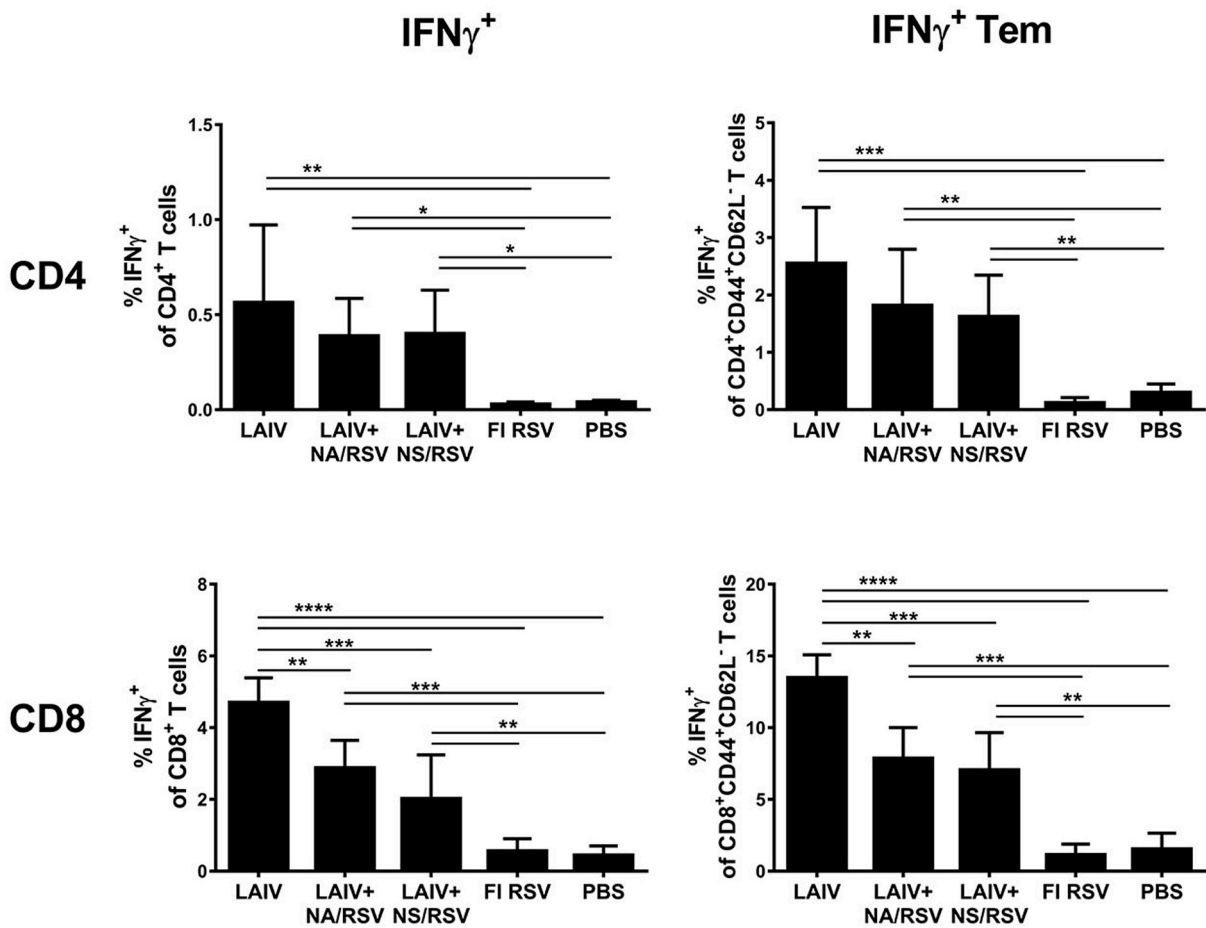 IFNγ⁺
IFNγ⁺ Tem
CD4
% IFNγ⁺
of CD4⁺ T cells
1.5
1.0
0.5
0.0
**
*
*
LAIV
LAIV+
NA/RSV
LAIV+
NS/RSV
FI RSV
PBS
% IFNγ⁺
of CD4⁺CD44⁺CD62L⁻ T cells
5
4
3
2
1
0
***
**
**
LAIV
LAIV+
NA/RSV
LAIV+
NS/RSV
FI RSV
PBS
CD8
% IFNγ⁺
of CD8⁺ T cells
8
6
4
2
0
****
***
**
***
**
LAIV
LAIV+
NA/RSV
LAIV+
NS/RSV
FI RSV
PBS
% IFNγ⁺
of CD8⁺CD44⁺CD62L⁻ T cells
20
15
10
5
0
****
***
**
***
**
LAIV
LAIV+
NA/RSV
LAIV+
NS/RSV
FI RSV
PBS